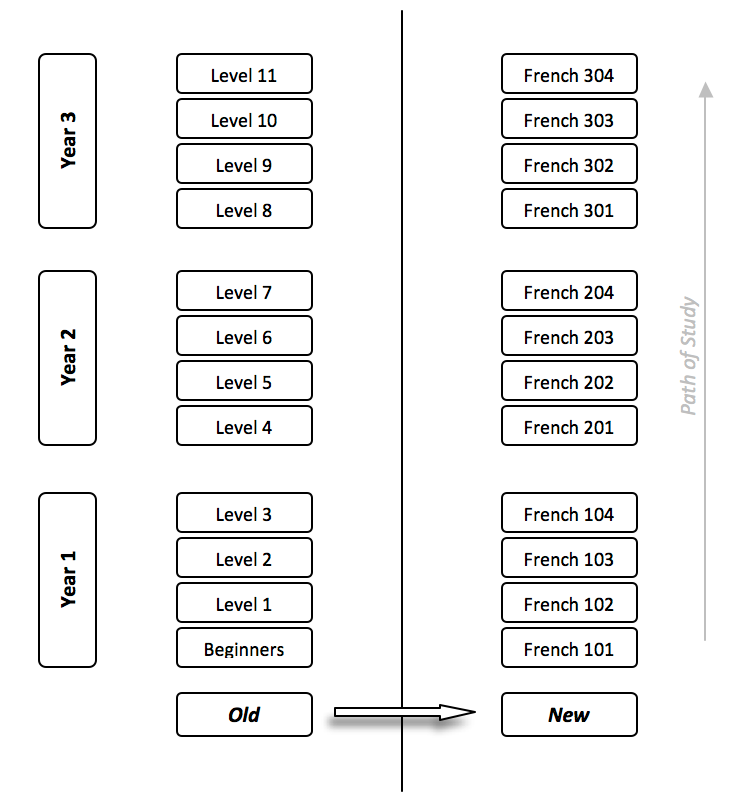 Year 3
Level 11
French 304
Level 10
French 303
Level 9
French 302
Level 8
French 301
Year 2
Level 7
French 204
Level 6
French 203
Level 5
French 202
Level 4
French 201
Path of Study
Year 1
Level 3
French 104
Level 2
French 103
Level 1
French 102
Beginners
French 101
Old
New